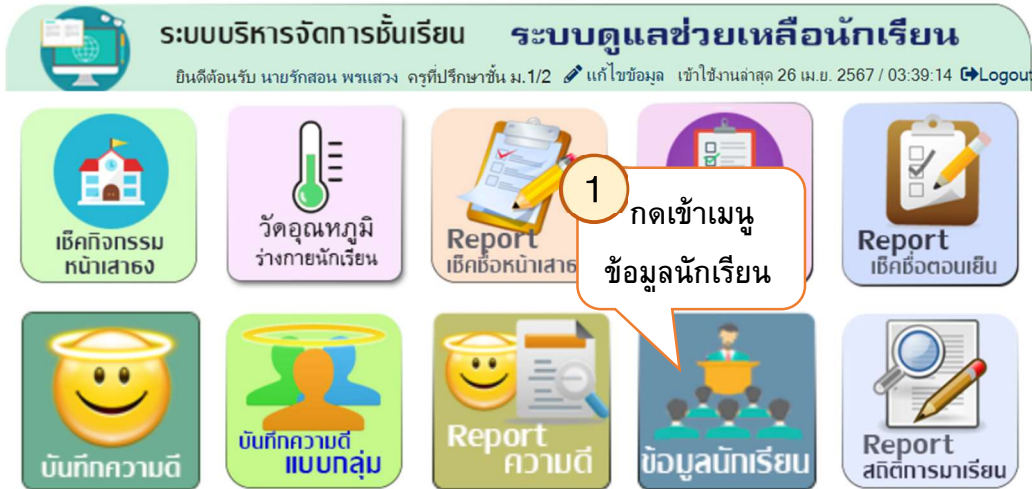 ระบบบริหารจัดการชั้นเรียน ระบบดูแลช่วยเหลือนักเรียน
ยินดีต้อนรับ นายรักสอน พรแสวง ครูที่ปรึกษาชั้น ม.1/2 แก้ไขข้อมูล เข้าใช้งานล่าสุด 26 เม.ย. 2567 / 03:39:14 Logout
เช็คกิจกรรม
หน้าเสาธง
วัดอุณหภูมิ
ร่างกายนักเรียน
Report
เช็คชื่อหน้าเสาธง
1
กดเข้าเมนู
ข้อมูลนักเรียน
Report
เช็คชื่อตอนเย็น
บันทึกความดี
บันทึกความดี
แบบกลุ่ม
Report
ความดี
ข้อมูลนักเรียน
Report
สถิติการมาเรียน